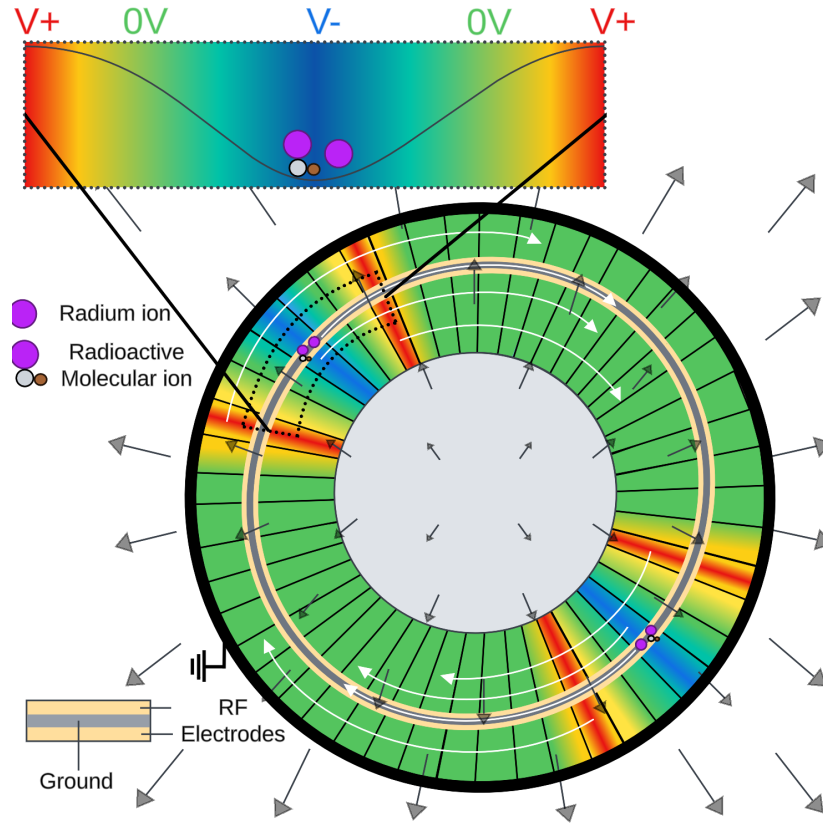 V+ 0V V- 0V V+
Radium ion
Radioactive
Molecular ion
RF
Electrodes
Ground